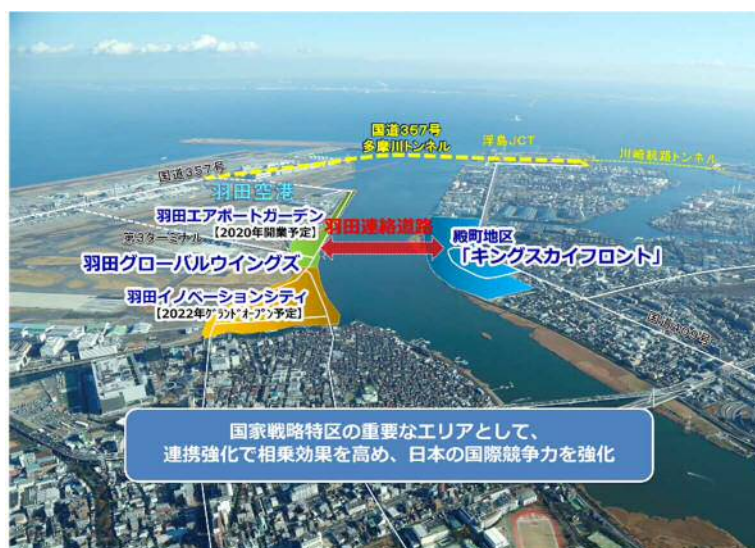 国道357号
多摩川トンネル
浮島JCT
川崎航路トンネル
国道357号
羽田空港
羽田エアポートガーデン
【2020年開業予定】
羽田連絡道路
殿町地区
「キングスカイフロント」
第3ターミナル
羽田グローバルウイングズ
羽田イノベーションシティ
【2022年グランドオープン予定】
国道409号
国家戦略特区の重要なエリアとして、
連携強化で相乗効果を高め、日本の国際競争力を強化